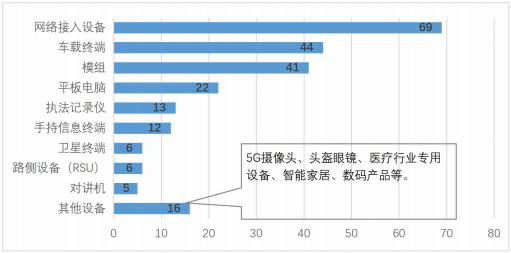 网络接入设备 69
车载终端 44
模组 41
平板电脑 22
执法记录仪 13
手持信息终端 12
卫星终端 6
路侧设备（RSU） 6
对讲机 5
其他设备 16
5G摄像头、头盔眼镜、医疗行业专用
设备、智能家居、数码产品等。
0 10 20 30 40 50 60 70 80